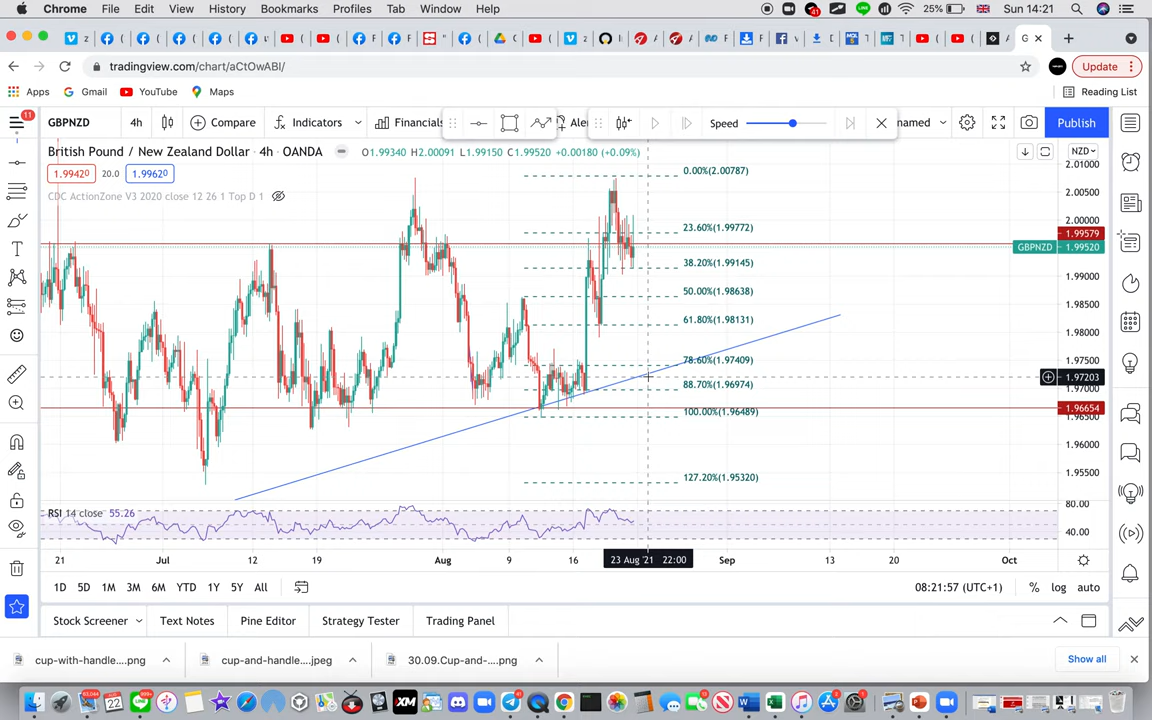 Chrome File Edit View History Bookmarks Profiles Tab Window Help 41 25% Sun 14:21
tradingview.com/chart/aCtOwABI/ Update
Apps Gmail YouTube Maps Reading List
11 GBPNZD 4h Compare Indicators Financials Ale Speed named Publish
British Pound / New Zealand Dollar · 4h · OANDA O1.99340 H2.00091 L1.99150 C1.99520 +0.00180 (+0.09%) NZD
1.99420 20.0 1.99620
CDC ActionZone V3 2020 close 12 26 1 Top D 1
2.01000
0.00%(2.00787)
2.00500
2.00000
23.60%(1.99772)
1.99579
GBPNZD 1.99520
38.20%(1.99145)
1.99000
50.00%(1.98638)
1.98500
61.80%(1.98131)
1.98000
78.60%(1.97409)
1.97500
1.97203
88.70%(1.96974)
1.97000
100.00%(1.96489)
1.96654
1.96500
1.96000
127.20%(1.95320)
1.95500
RSI 14 close 55.26
80.00
40.00
21 Jul 12 19 Aug 9 16 23 Aug '21 22:00 Sep 13 20 Oct
1D 5D 1M 3M 6M YTD 1Y 5Y All 08:21:57 (UTC+1) % log auto
Stock Screener Text Notes Pine Editor Strategy Tester Trading Panel
cup-with-handle....png cup-and-handle....jpeg 30.09.Cup-and-....png Show all